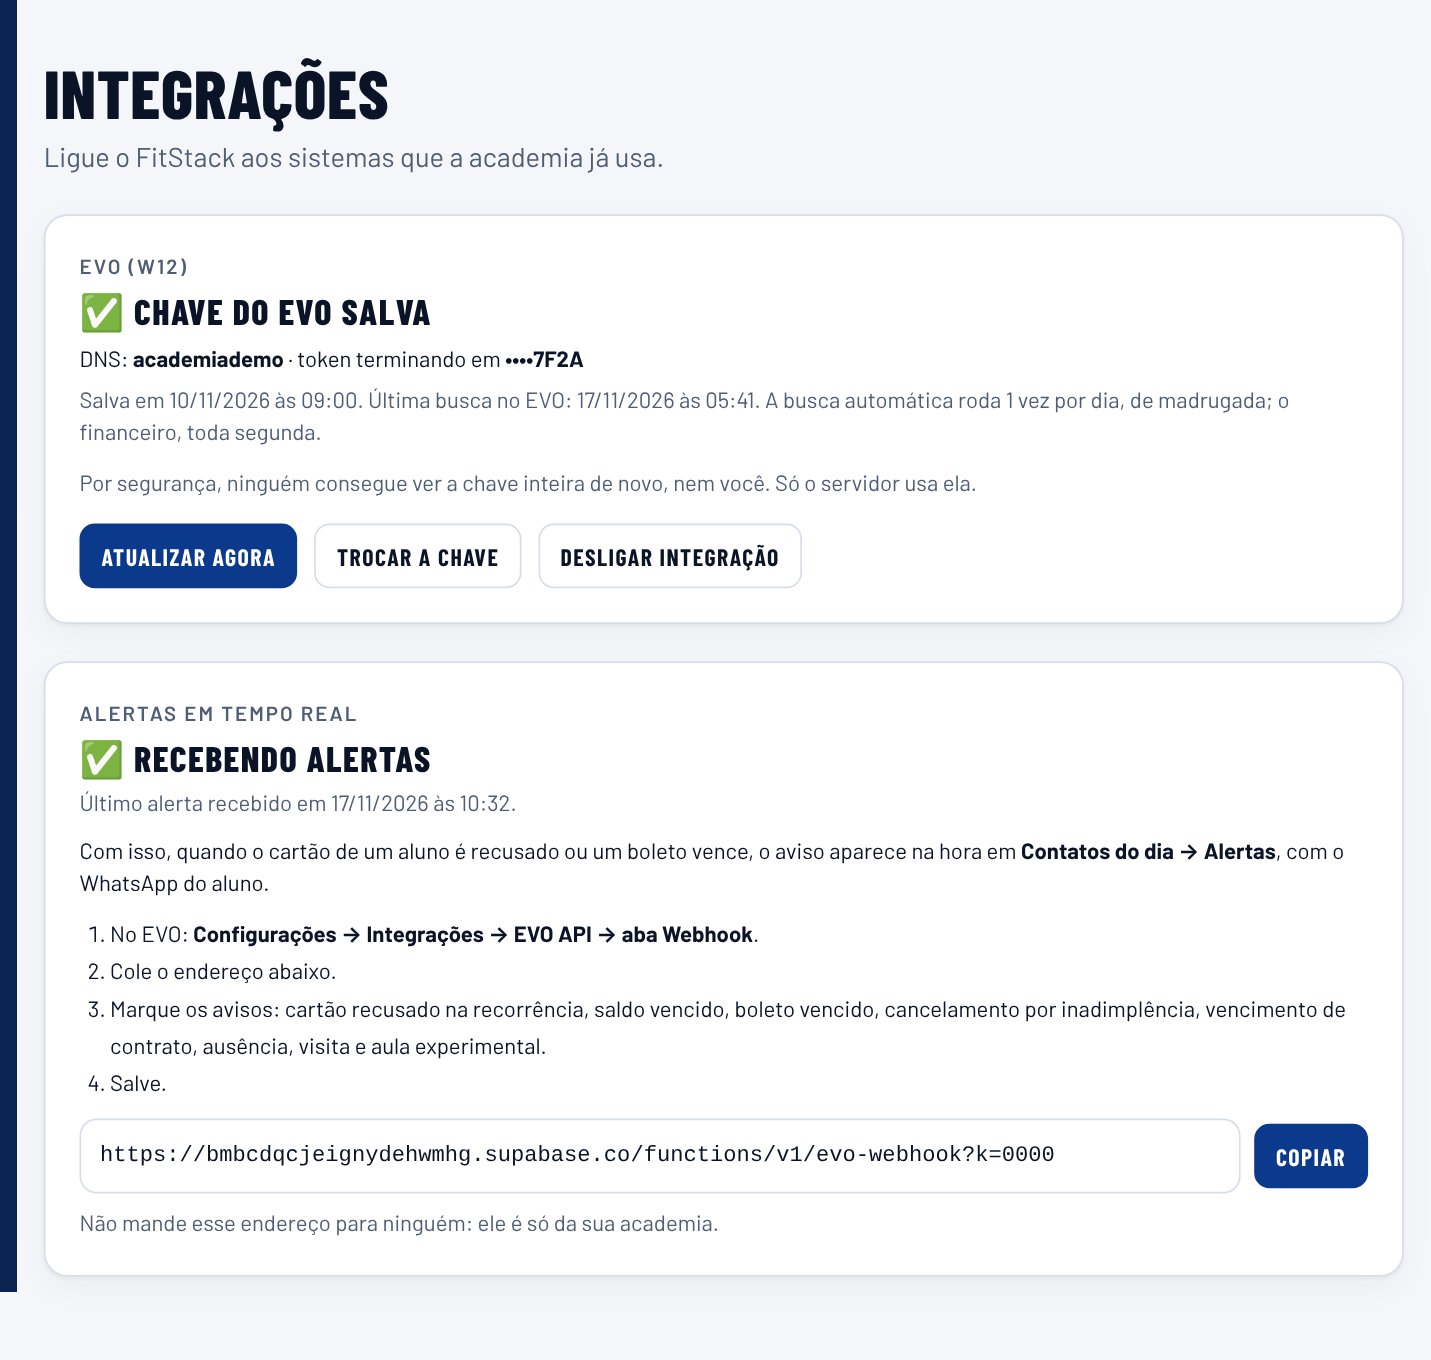 INTEGRAÇÕES
Ligue o FitStack aos sistemas que a academia já usa.
EVO (W12)
✅ CHAVE DO EVO SALVA
DNS: academiademo · token terminando em ••••7F2A
Salva em 10/11/2026 às 09:00. Última busca no EVO: 17/11/2026 às 05:41. A busca automática roda 1 vez por dia, de madrugada; o
financeiro, toda segunda.
Por segurança, ninguém consegue ver a chave inteira de novo, nem você. Só o servidor usa ela.
ATUALIZAR AGORA TROCAR A CHAVE DESLIGAR INTEGRAÇÃO
ALERTAS EM TEMPO REAL
✅ RECEBENDO ALERTAS
Último alerta recebido em 17/11/2026 às 10:32.
Com isso, quando o cartão de um aluno é recusado ou um boleto vence, o aviso aparece na hora em Contatos do dia → Alertas, com o
WhatsApp do aluno.
1. No EVO: Configurações → Integrações → EVO API → aba Webhook.
2. Cole o endereço abaixo.
3. Marque os avisos: cartão recusado na recorrência, saldo vencido, boleto vencido, cancelamento por inadimplência, vencimento de
contrato, ausência, visita e aula experimental.
4. Salve.
https://bmbcdqcjeignydehwmhg.supabase.co/functions/v1/evo-webhook?k=0000 COPIAR
Não mande esse endereço para ninguém: ele é só da sua academia.